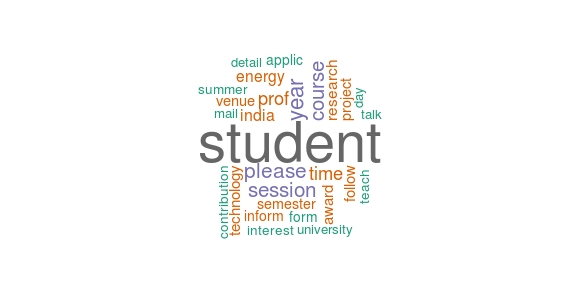 detail applic
energy
course
research
summer
year
project
venue prof
day
mail india
talk
student
please time
contribution
technology
session
award
follow
teach
semester
inform form
interest university